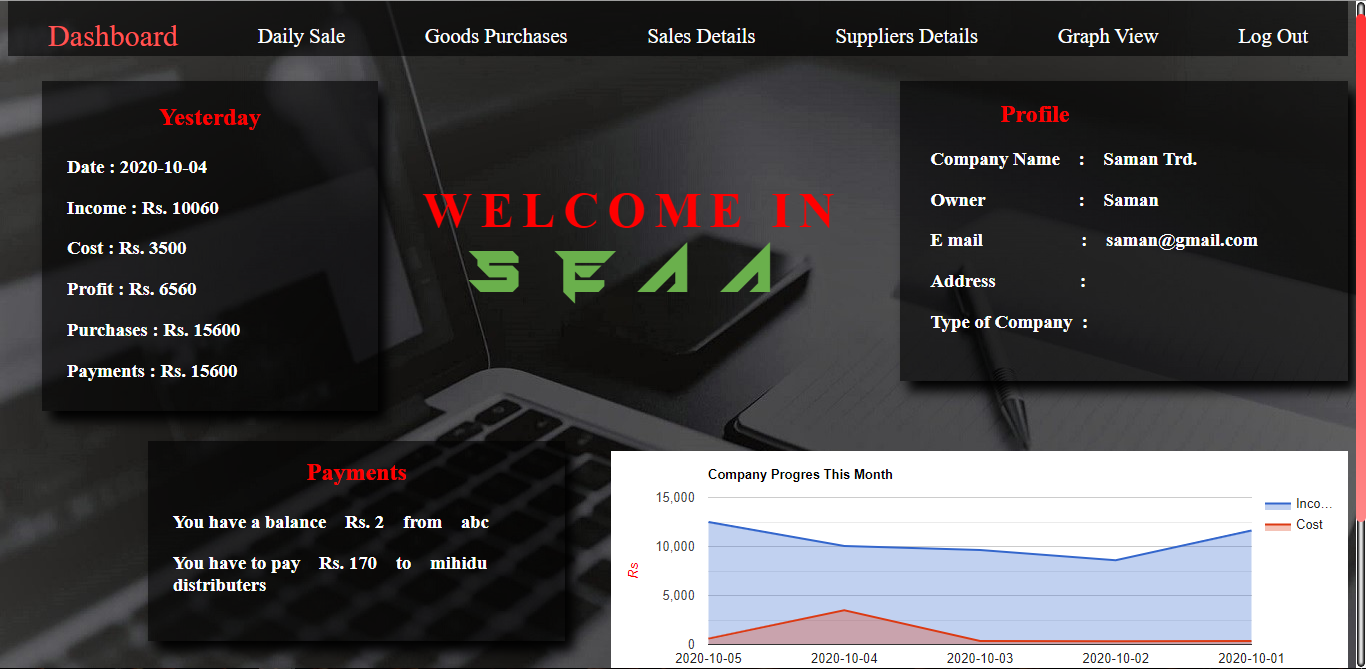 Dashboard Daily Sale Goods Purchases Sales Details Suppliers Details Graph View Log Out
Yesterday
Date : 2020-10-04
Income : Rs. 10060
Cost : Rs. 3500
Profit : Rs. 6560
Purchases : Rs. 15600
Payments : Rs. 15600
WELCOME IN
SEAA
Profile
Company Name : Saman Trd.
Owner : Saman
E mail : saman@gmail.com
Address :
Type of Company :
Payments
You have a balance Rs. 2 from abc
You have to pay Rs. 170 to mihidu
distributers
Company Progres This Month
15,000
10,000
5,000
0
Rs
2020-10-05 2020-10-04 2020-10-03 2020-10-02 2020-10-01
Inco…
Cost